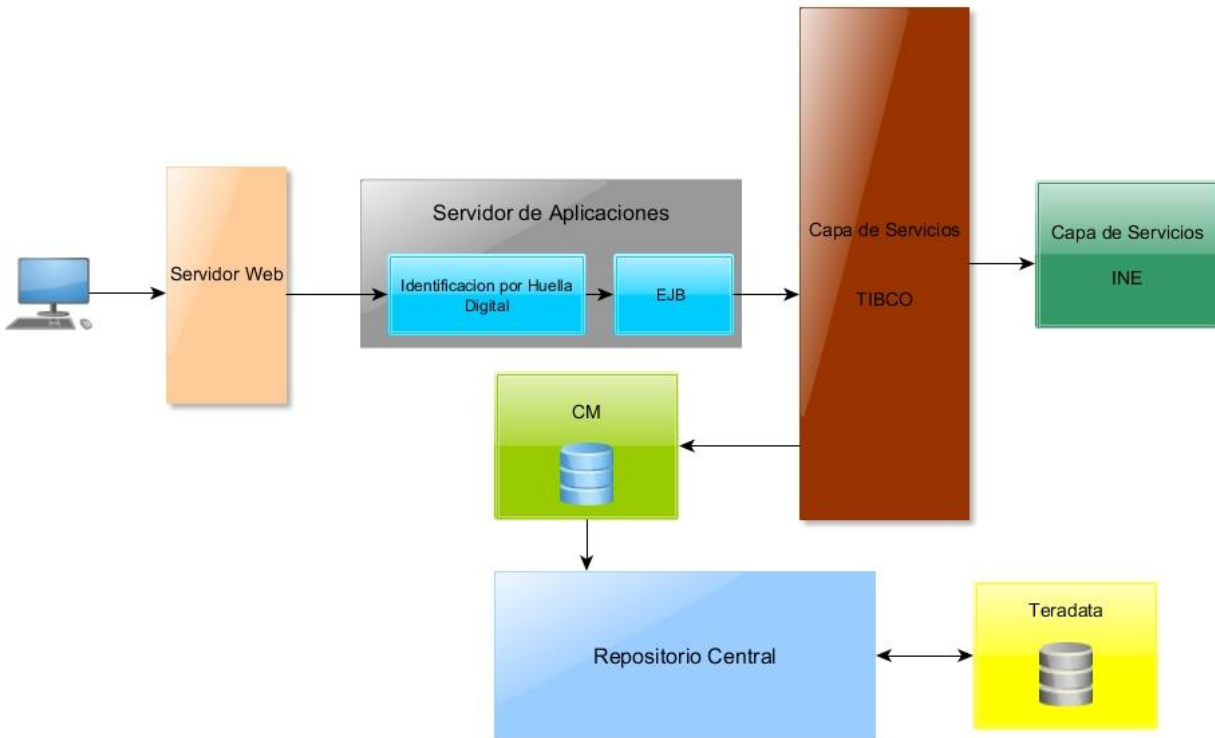 Servidor Web
Servidor de Aplicaciones
Identificacion por Huella
Digital
EJB
Capa de Servicios
TIBCO
Capa de Servicios
INE
CM
Repositorio Central
Teradata